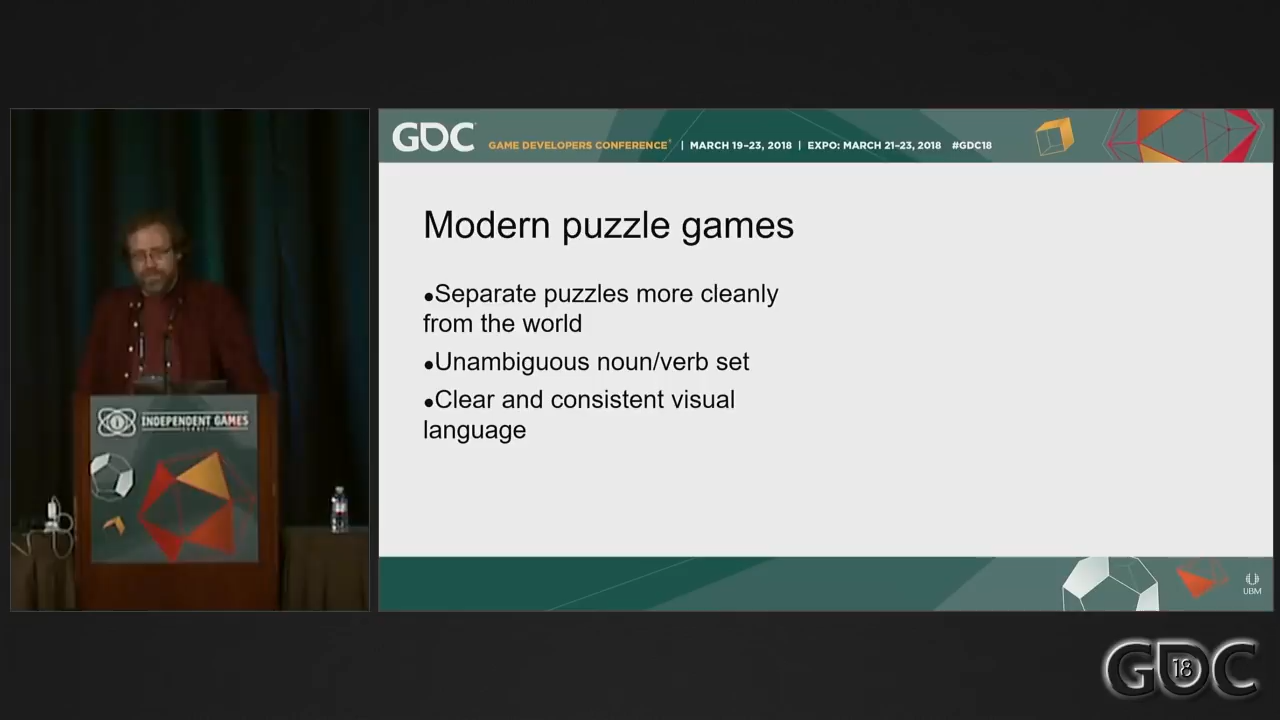 GDC
GAME DEVELOPERS CONFERENCE | MARCH 19–23, 2018 | EXPO: MARCH 21–23, 2018 #GDC18
Modern puzzle games
●Separate puzzles more cleanly
from the world
●Unambiguous noun/verb set
●Clear and consistent visual
language
INDEPENDENT GAMES
UBM
GDC
18